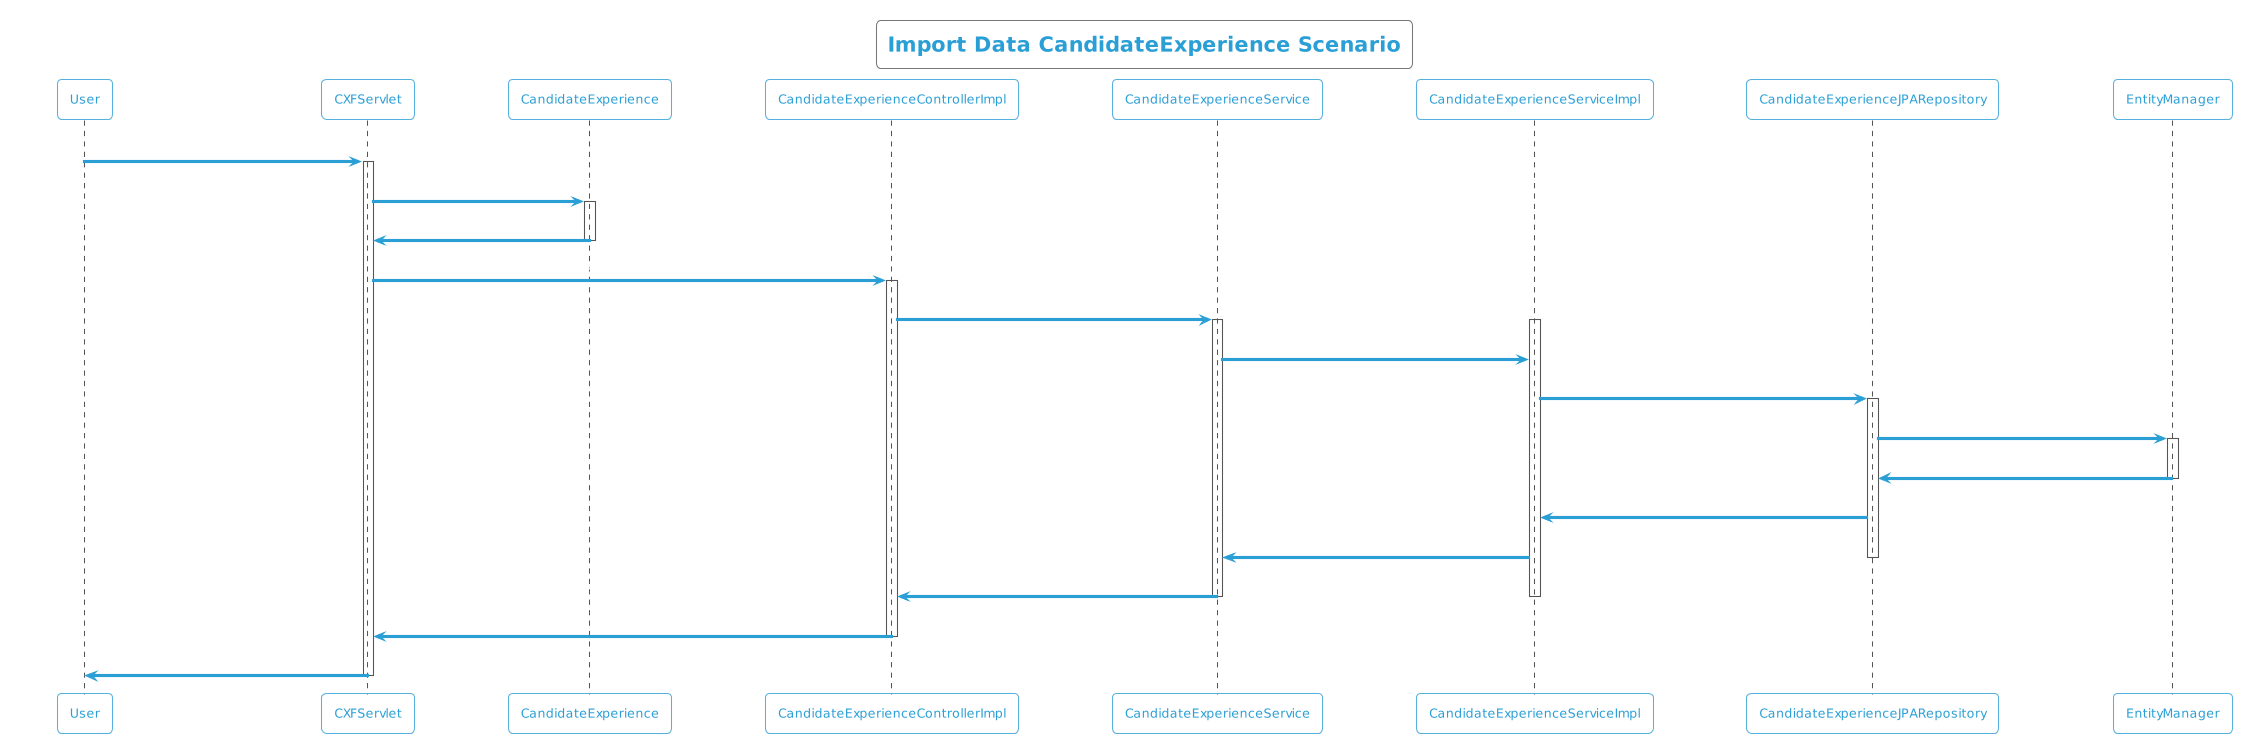 Import Data CandidateExperience Scenario
User
CXFServlet
CandidateExperience
CandidateExperienceControllerImpl
CandidateExperienceService
CandidateExperienceServiceImpl
CandidateExperienceJPARepository
EntityManager
User
CXFServlet
CandidateExperience
CandidateExperienceControllerImpl
CandidateExperienceService
CandidateExperienceServiceImpl
CandidateExperienceJPARepository
EntityManager